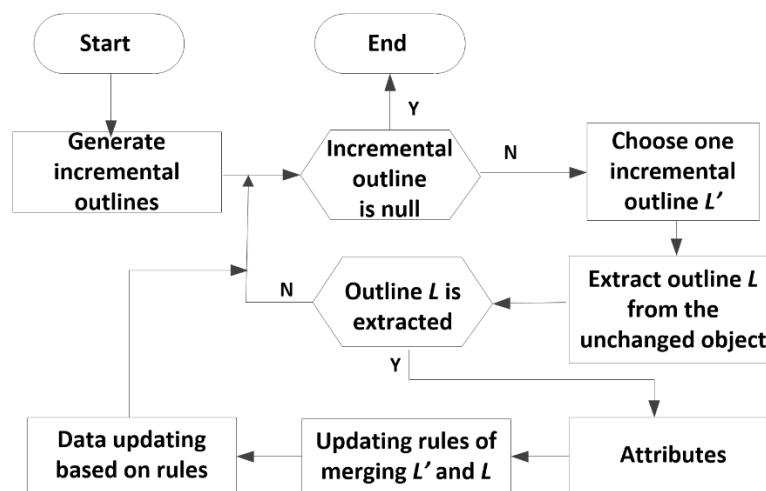 Start
End
Y
Generate
incremental
outlines
Incremental
outline
is null
N
Choose one
incremental
outline L’
Extract outline L
from the
unchanged object
Outline L is
extracted
N
Y
Attributes
Updating rules of
merging L’ and L
Data updating
based on rules